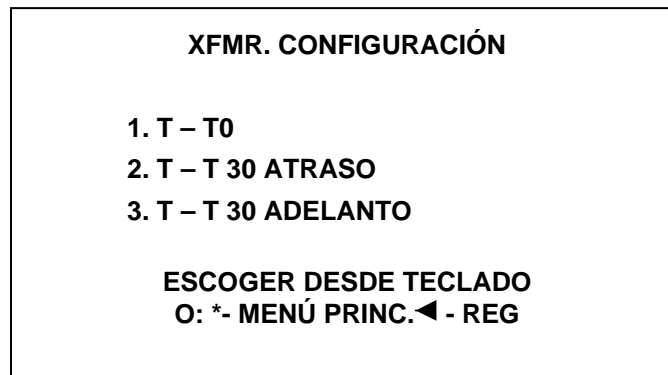 XFMR. CONFIGURACIÓN
1. T – T0
2. T – T 30 ATRASO
3. T – T 30 ADELANTO
ESCOGER DESDE TECLADO
O: *- MENÚ PRINC.◄ - REG